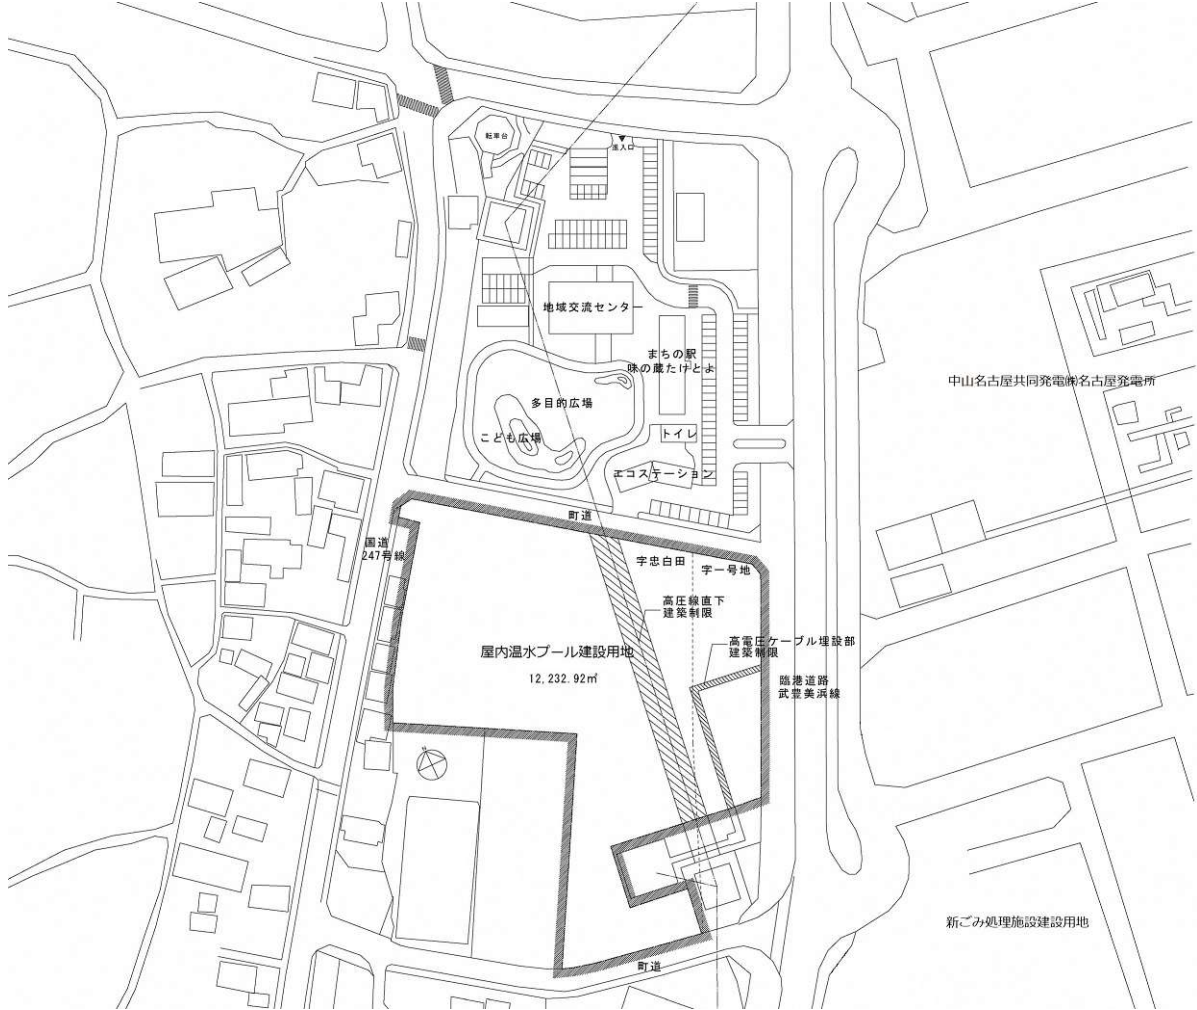 転車台
進入口
地域交流センター
まちの駅
味の蔵たけとよ
中山名古屋共同発電㈱名古屋発電所
多目的広場
こども広場
トイレ
エコステーション
町道
国道
247号線
字忠白田
字一号地
高圧線直下
建築制限
高電圧ケーブル埋設部
建築制限
屋内温水プール建設用地
12,232.92㎡
臨港道路
武豊美浜線
N
新ごみ処理施設建設用地
町道